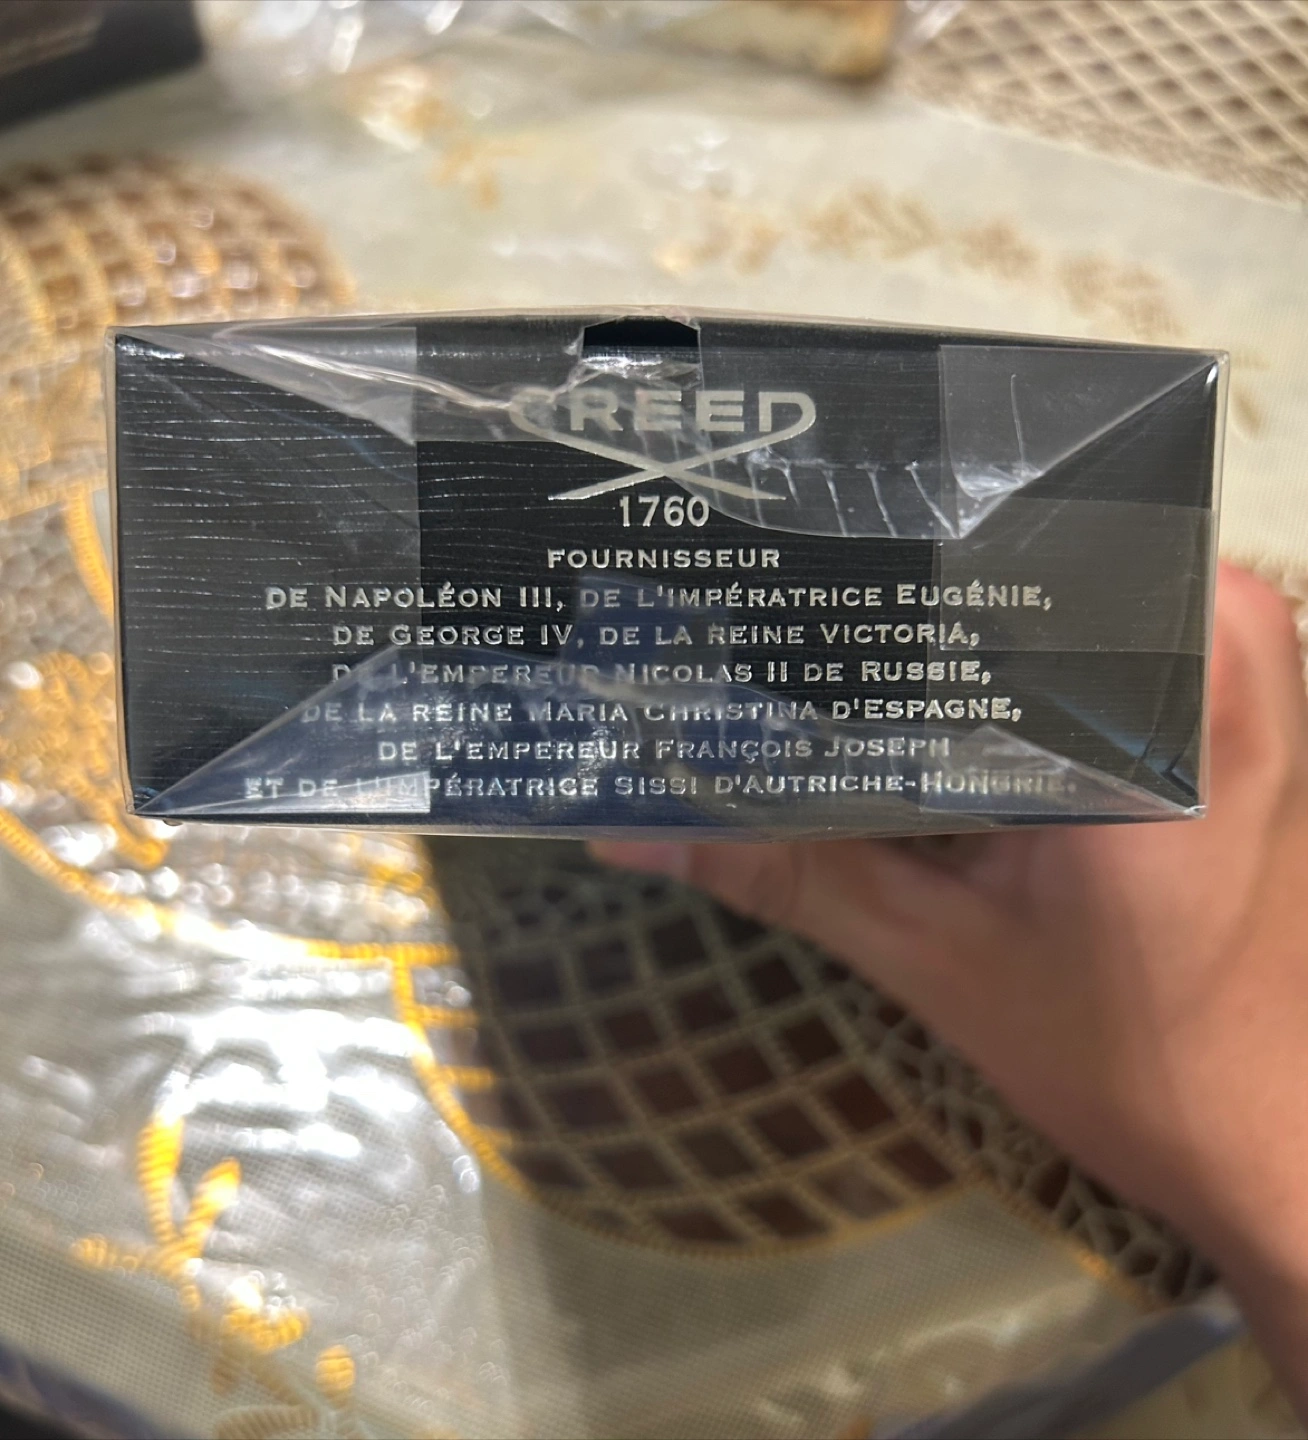 CREED
1760
FOURNISSEUR
DE NAPOLÉON III, DE L'IMPÉRATRICE EUGÉNIE,
DE GEORGE IV, DE LA REINE VICTORIA,
DE L'EMPEREUR NICOLAS II DE RUSSIE,
DE LA REINE MARIA CHRISTINA D'ESPAGNE,
DE L'EMPEREUR FRANÇOIS JOSEPH
ET DE L'IMPÉRATRICE SISSI D'AUTRICHE-HONGRIE.